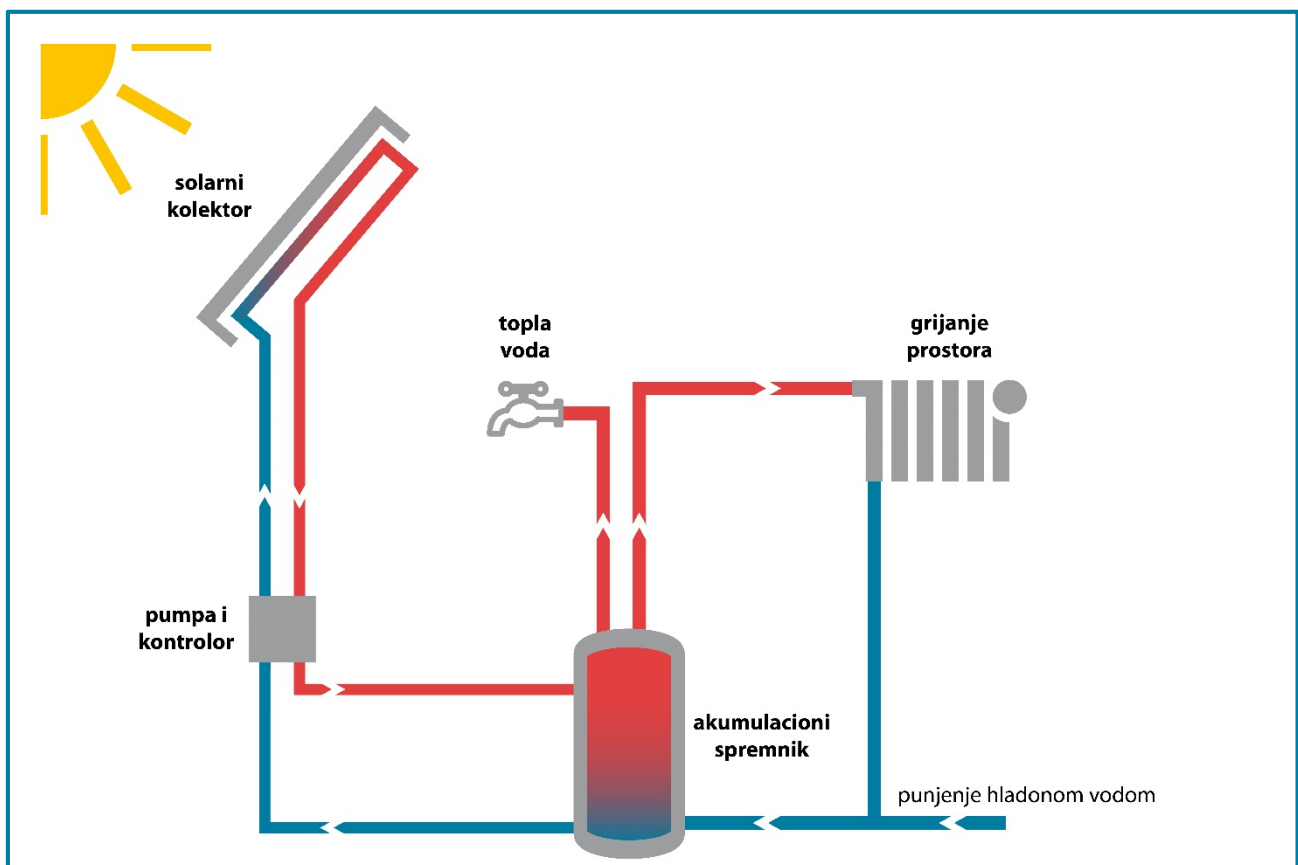 solarni
kolektor
topla
voda
grijanje
prostora
pumpa i
kontrolor
akumulacioni
spremnik
punjenje hladonom vodom